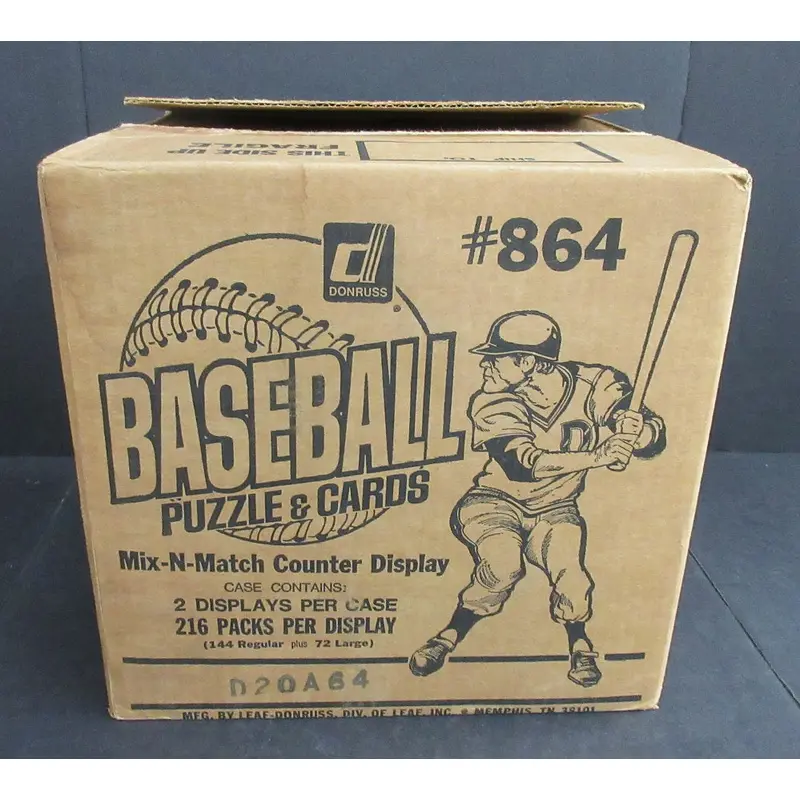 THIS SIDE UP
FRAGILE
SHIP TO:
#864
d
DONRUSS
®
BASEBALL
PUZZLE & CARDS
D
Mix-N-Match Counter Display
CASE CONTAINS:
2 DISPLAYS PER CASE
216 PACKS PER DISPLAY
(144 Regular plus 72 Large)
D20A64
MFG. BY LEAF-DONRUSS, DIV. OF LEAF, INC. • MEMPHIS, TN 38101